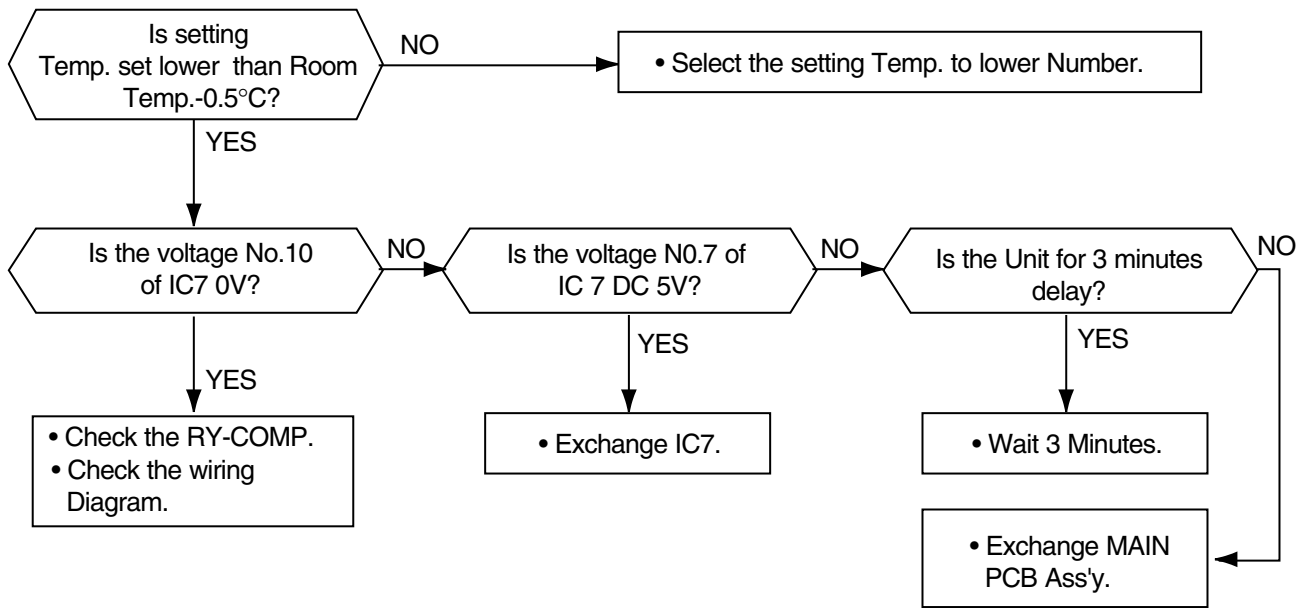 Is setting
Temp. set lower than Room
Temp.-0.5°C?
NO
• Select the setting Temp. to lower Number.
YES
Is the voltage No.10
of IC7 0V?
NO
Is the voltage N0.7 of
IC 7 DC 5V?
NO
Is the Unit for 3 minutes
delay?
NO
YES
YES
YES
• Check the RY-COMP.
• Check the wiring
Diagram.
• Exchange IC7.
• Wait 3 Minutes.
• Exchange MAIN
PCB Ass'y.